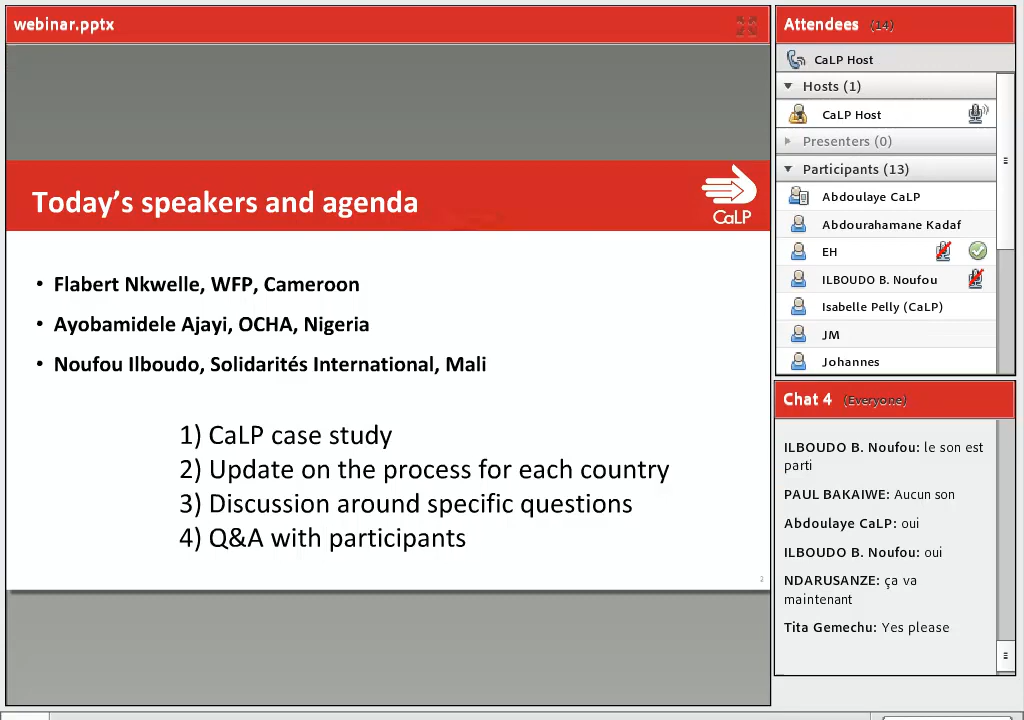 webinar.pptx
Today's speakers and agenda
CaLP
• Flabert Nkwelle, WFP, Cameroon
• Ayobamidele Ajayi, OCHA, Nigeria
• Noufou Ilboudo, Solidarités International, Mali
1) CaLP case study
2) Update on the process for each country
3) Discussion around specific questions
4) Q&A with participants
2
Attendees (14)
CaLP Host
Hosts (1)
CaLP Host
Presenters (0)
Participants (13)
Abdoulaye CaLP
Abdourahamane Kadaf
EH
ILBOUDO B. Noufou
Isabelle Pelly (CaLP)
JM
Johannes
Chat 4 (Everyone)
ILBOUDO B. Noufou: le son est
parti
PAUL BAKAIWE: Aucun son
Abdoulaye CaLP: oui
ILBOUDO B. Noufou: oui
NDARUSANZE: ça va
maintenant
Tita Gemechu: Yes please